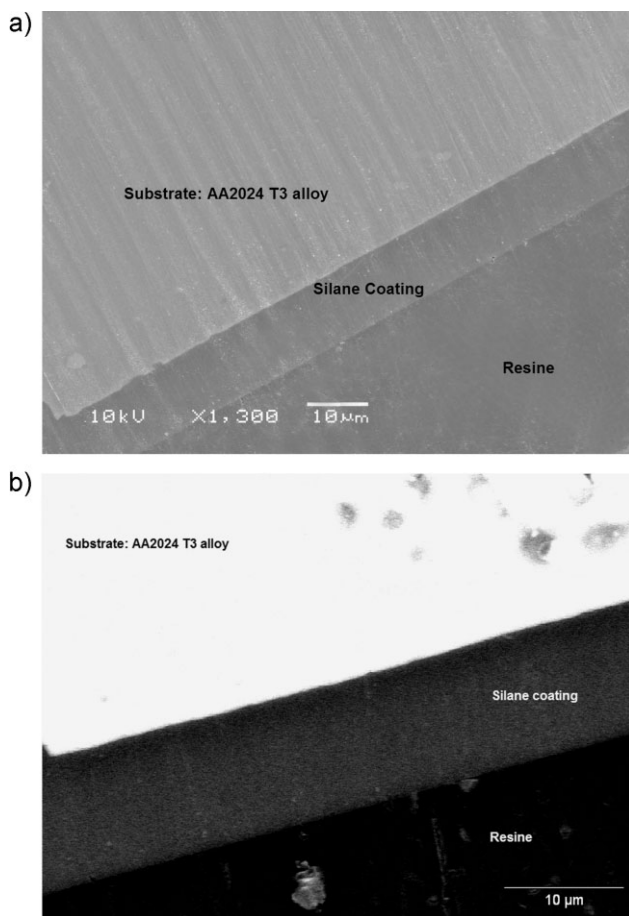 a)
Substrate: AA2024 T3 alloy
Silane Coating
Resine
10kV X1,300 10µm
b)
Substrate: AA2024 T3 alloy
Silane coating
Resine
10 µm